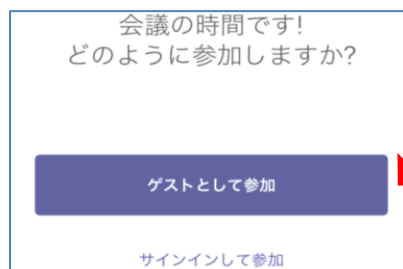 会議の時間です!
どのように参加しますか?
ゲストとして参加
サインインして参加